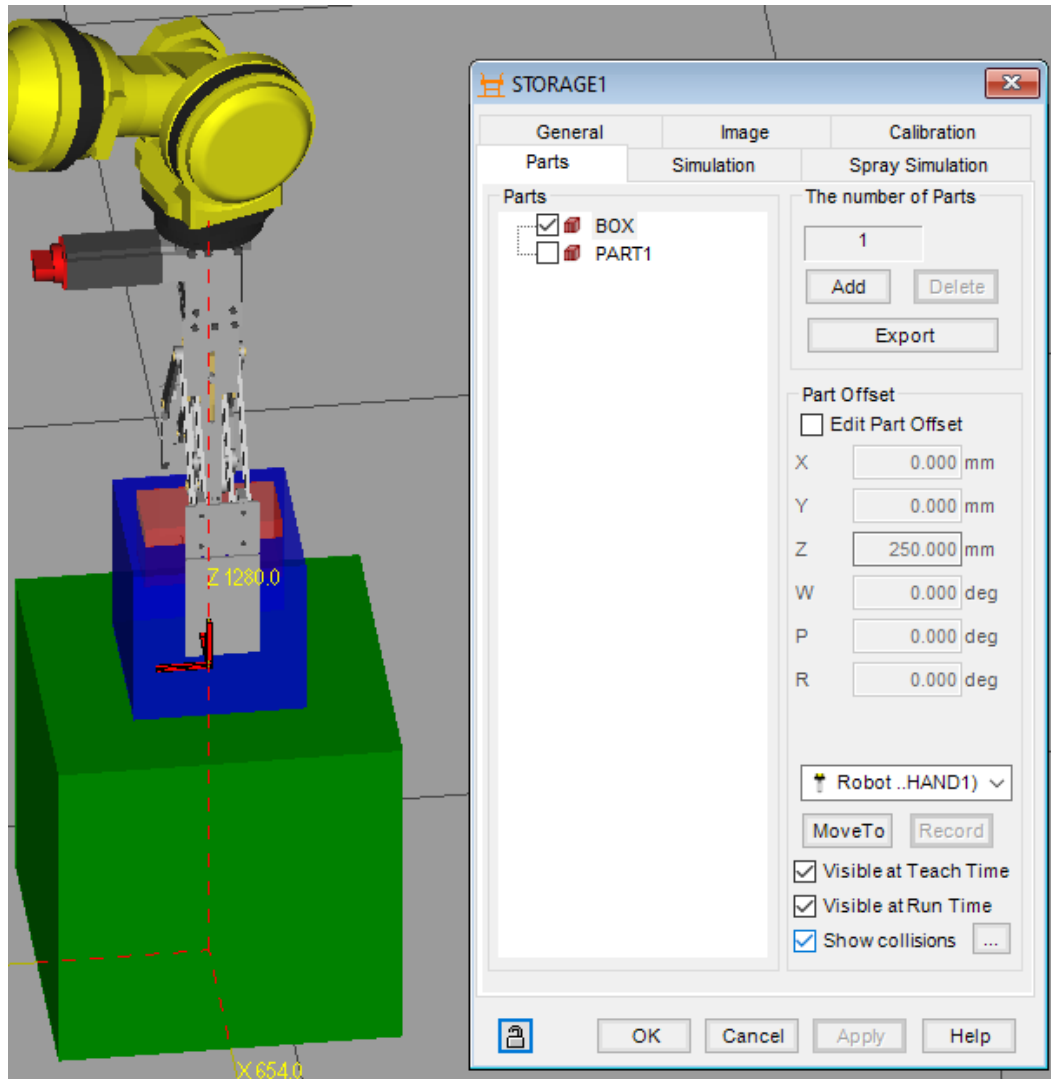 STORAGE1
General Image Calibration
Parts Simulation Spray Simulation
Parts
BOX
PART1
The number of Parts
1
Add Delete
Export
Part Offset
Edit Part Offset
X 0.000 mm
Y 0.000 mm
Z 250.000 mm
W 0.000 deg
P 0.000 deg
R 0.000 deg
Robot ..HAND1)
MoveTo Record
Visible at Teach Time
Visible at Run Time
Show collisions ...
OK Cancel Apply Help
Z 1280.0
X 654.0